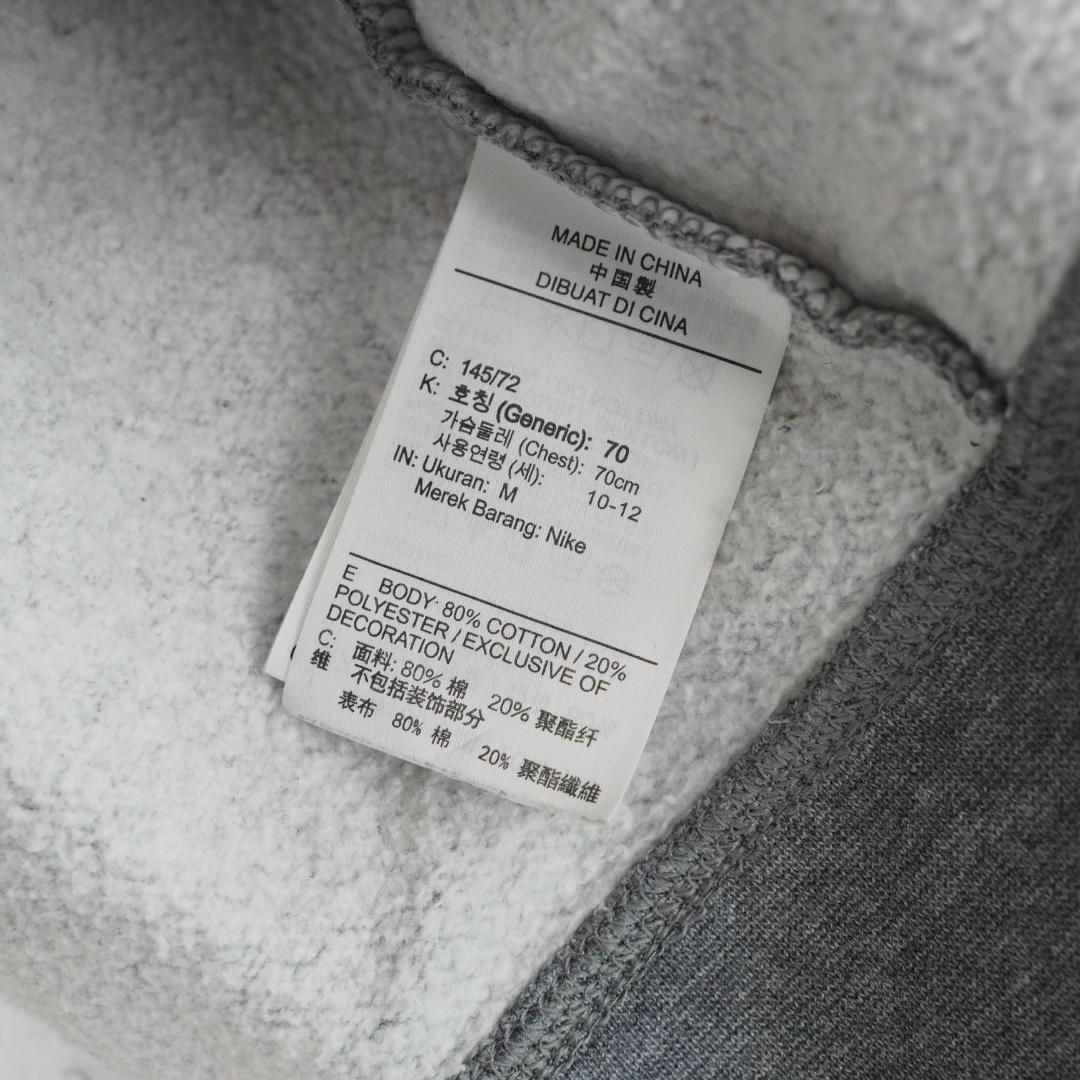 MADE IN CHINA
中国製
DIBUAT DI CINA
C: 145/72
K: 호칭 (Generic): 70
가슴둘레 (Chest): 70cm
사용연령 (세): 10-12
IN: Ukuran: M
Merek Barang: Nike
E BODY: 80% COTTON / 20%
POLYESTER / EXCLUSIVE OF
DECORATION
C: 面料: 80% 棉 20% 聚酯纤
维 不包括装饰部分
表布 80% 棉 20% 聚酯纖維